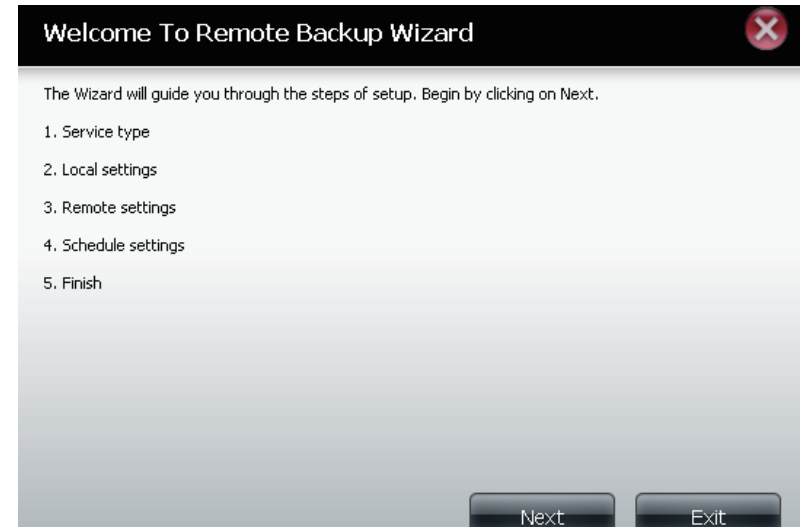 Welcome To Remote Backup Wizard
The Wizard will guide you through the steps of setup. Begin by clicking on Next.
1. Service type
2. Local settings
3. Remote settings
4. Schedule settings
5. Finish
Next Exit